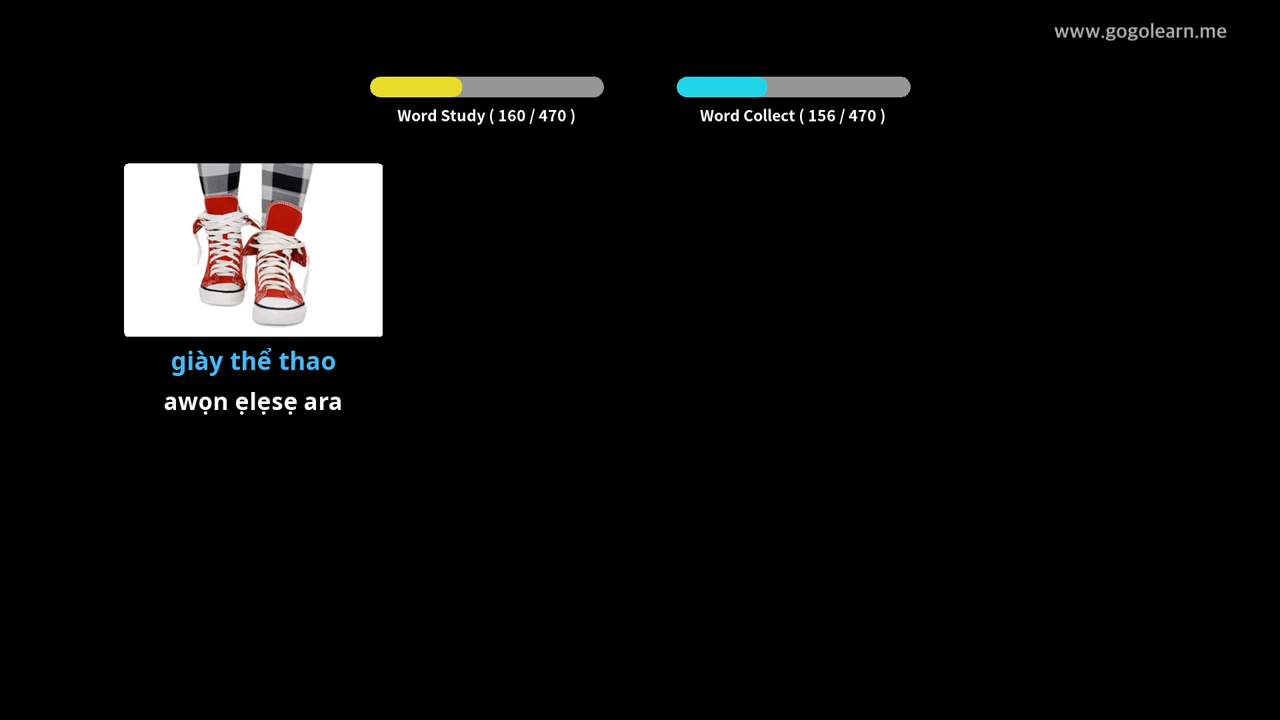 www.gogolearn.me
Word Study ( 160 / 470 )
Word Collect ( 156 / 470 )
giày thể thao
awọn ẹlẹsẹ ara